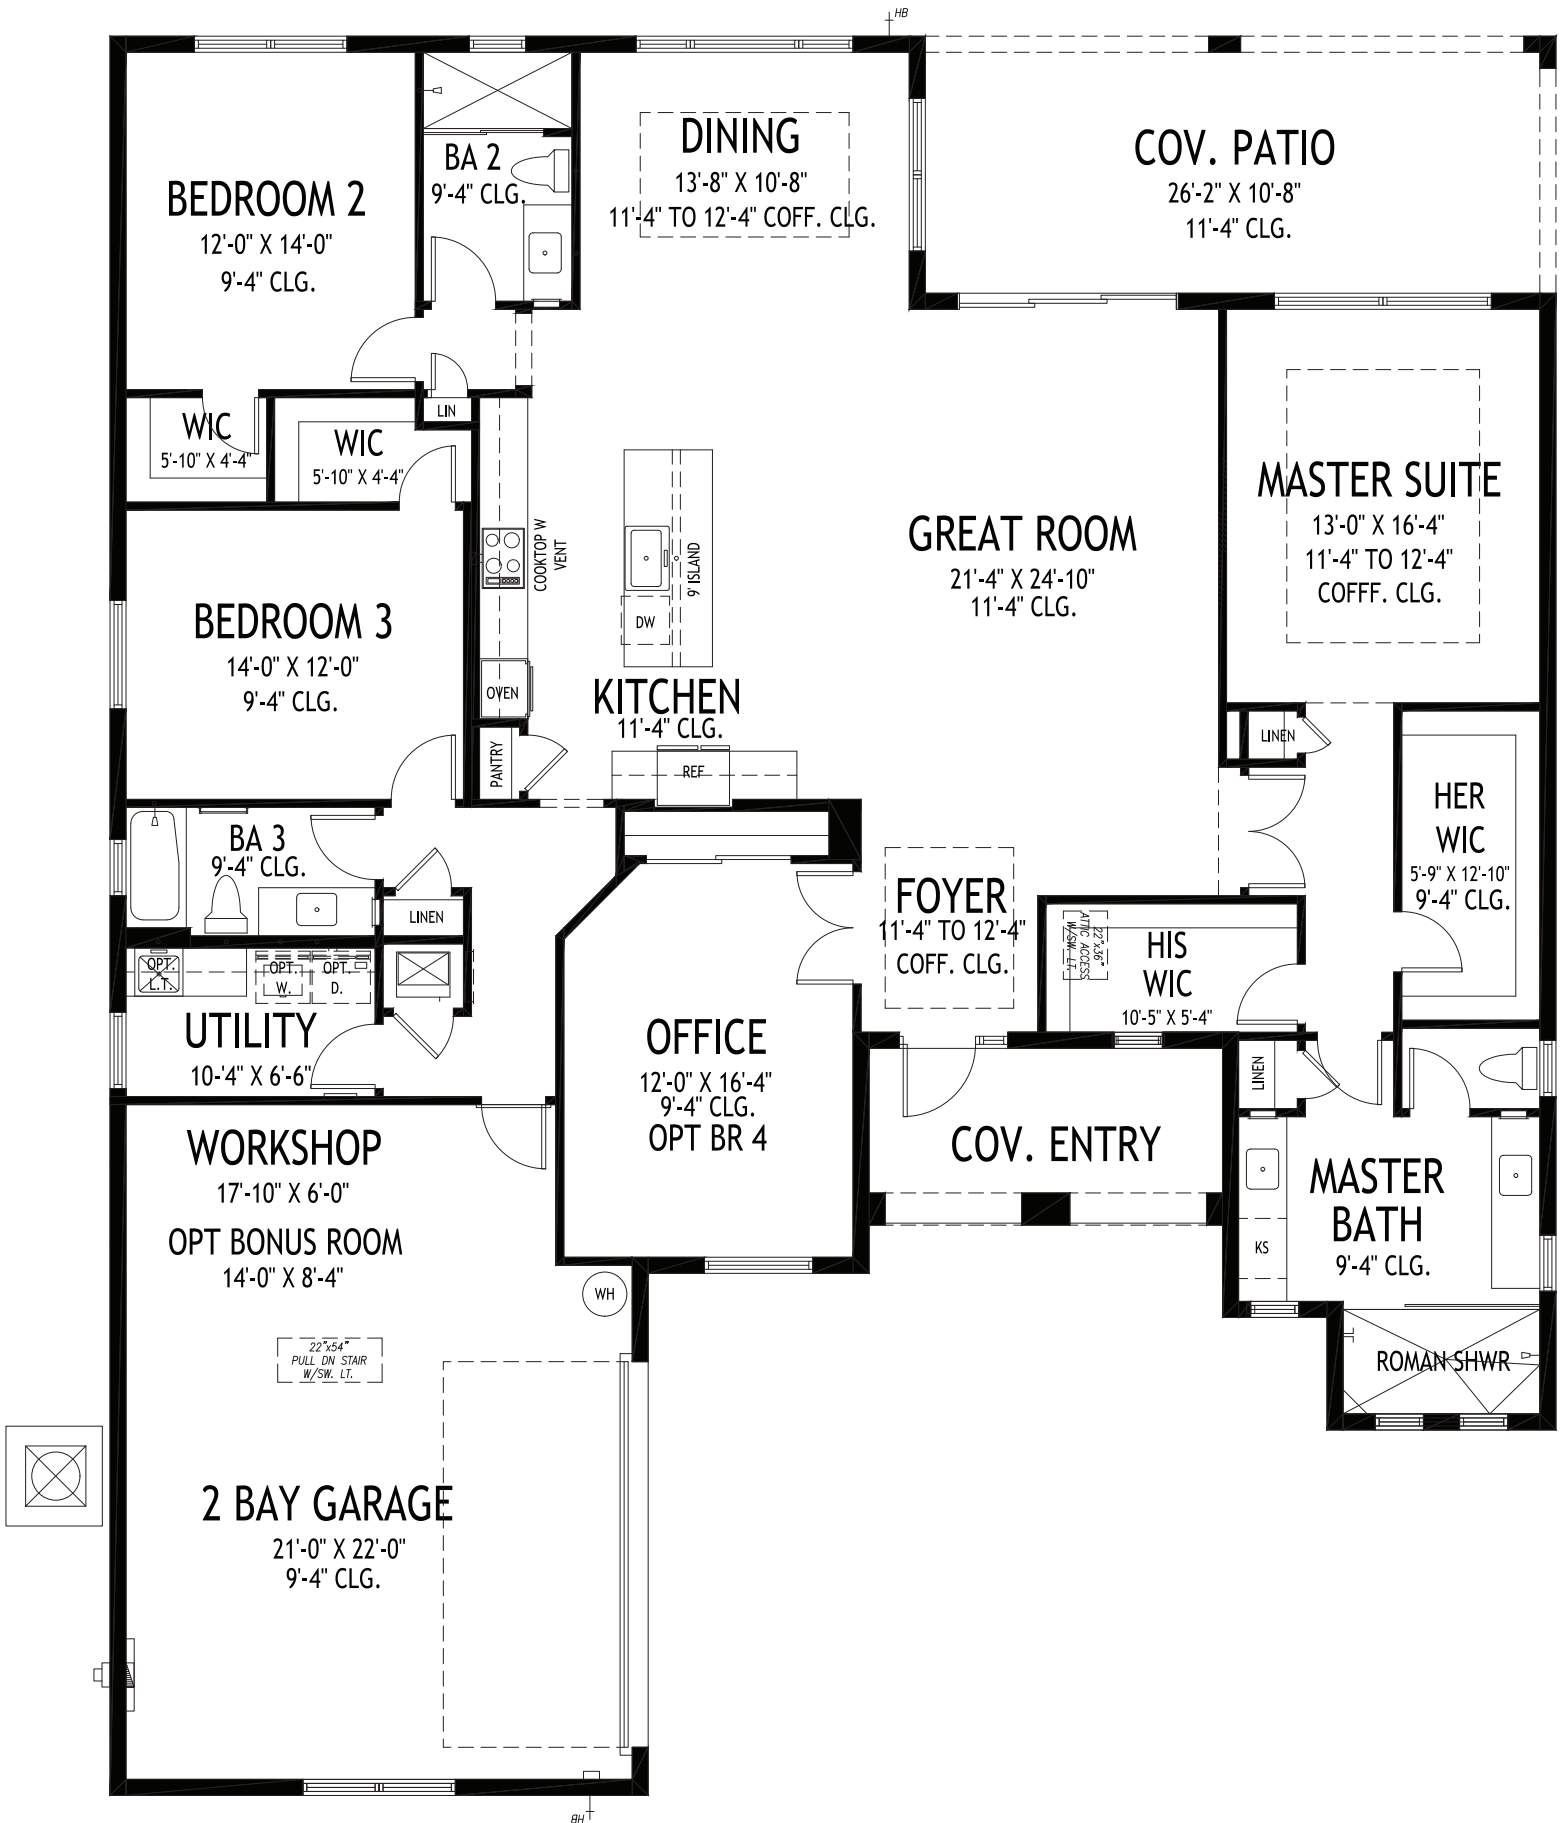 HB
DINING
13'-8" X 10'-8"
11'-4" TO 12'-4" COFF. CLG.
COV. PATIO
26'-2" X 10'-8"
11'-4" CLG.
BA 2
9'-4" CLG.
BEDROOM 2
12'-0" X 14'-0"
9'-4" CLG.
LIN
WIC
5'-10" X 4'-4"
WIC
5'-10" X 4'-4"
MASTER SUITE
13'-0" X 16'-4"
11'-4" TO 12'-4"
COFFF. CLG.
GREAT ROOM
21'-4" X 24'-10"
11'-4" CLG.
COOKTOP W
VENT
9' ISLAND
DW
BEDROOM 3
14'-0" X 12'-0"
9'-4" CLG.
OVEN
KITCHEN
11'-4" CLG.
PANTRY
REF
LINEN
HER
WIC
5'-9" X 12'-10"
9'-4" CLG.
BA 3
9'-4" CLG.
LINEN
FOYER
11'-4" TO 12'-4"
COFF. CLG.
22"x36"
ATTIC ACCESS
W/SW. LT.
HIS
WIC
10'-5" X 5'-4"
OPT.
L.T.
OPT.
W.
OPT.
D.
UTILITY
10-'4" X 6'-6"
OFFICE
12'-0" X 16'-4"
9'-4" CLG.
OPT BR 4
LINEN
COV. ENTRY
WORKSHOP
17'-10" X 6'-0"
OPT BONUS ROOM
14'-0" X 8'-4"
MASTER
BATH
9'-4" CLG.
KS
WH
22"x54"
PULL DN STAIR
W/SW. LT.
ROMAN SHWR
2 BAY GARAGE
21'-0" X 22'-0"
9'-4" CLG.
HB